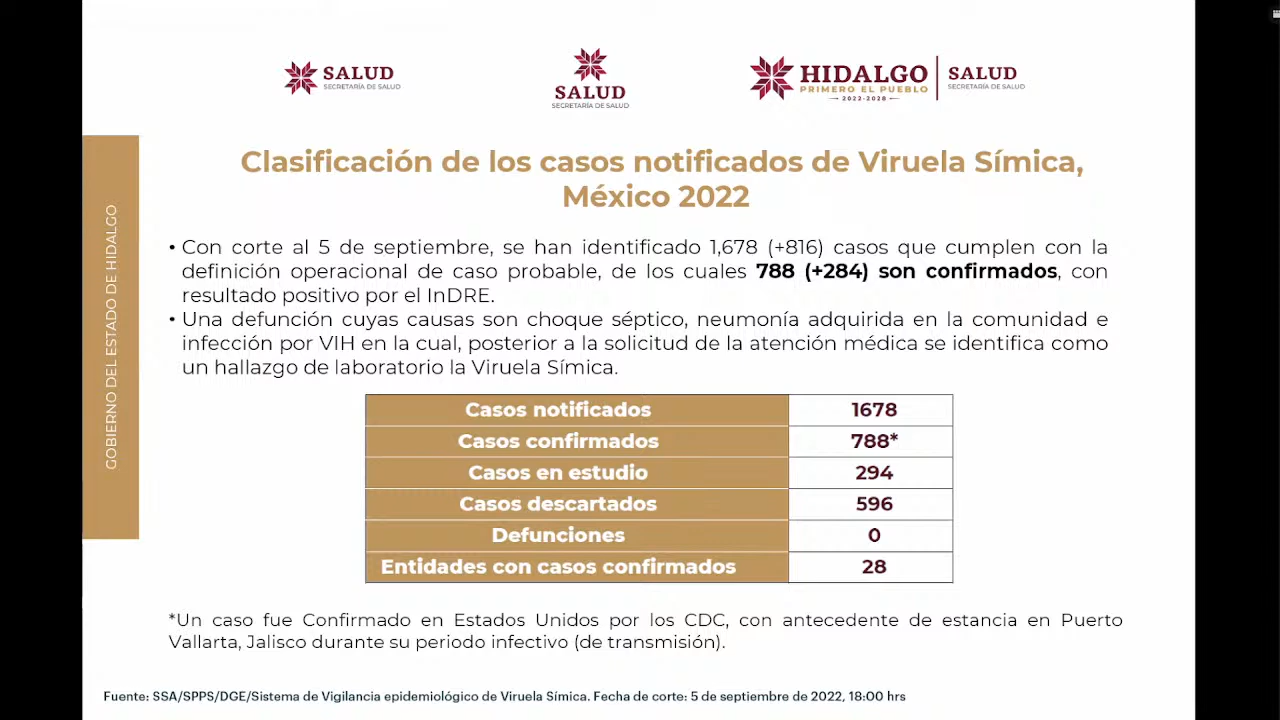 SALUD
SECRETARÍA DE SALUD
SALUD
SECRETARÍA DE SALUD
HIDALGO
PRIMERO EL PUEBLO
2022-2028
SALUD
SECRETARÍA DE SALUD
GOBIERNO DEL ESTADO DE HIDALGO
Clasificación de los casos notificados de Viruela Símica,
México 2022
• Con corte al 5 de septiembre, se han identificado 1,678 (+816) casos que cumplen con la
definición operacional de caso probable, de los cuales 788 (+284) son confirmados, con
resultado positivo por el InDRE.
• Una defunción cuyas causas son choque séptico, neumonía adquirida en la comunidad e
infección por VIH en la cual, posterior a la solicitud de la atención médica se identifica como
un hallazgo de laboratorio la Viruela Símica.
Casos notificados 1678
Casos confirmados 788*
Casos en estudio 294
Casos descartados 596
Defunciones 0
Entidades con casos confirmados 28
*Un caso fue Confirmado en Estados Unidos por los CDC, con antecedente de estancia en Puerto
Vallarta, Jalisco durante su periodo infectivo (de transmisión).
Fuente: SSA/SPPS/DGE/Sistema de Vigilancia epidemiológico de Viruela Símica. Fecha de corte: 5 de septiembre de 2022, 18:00 hrs